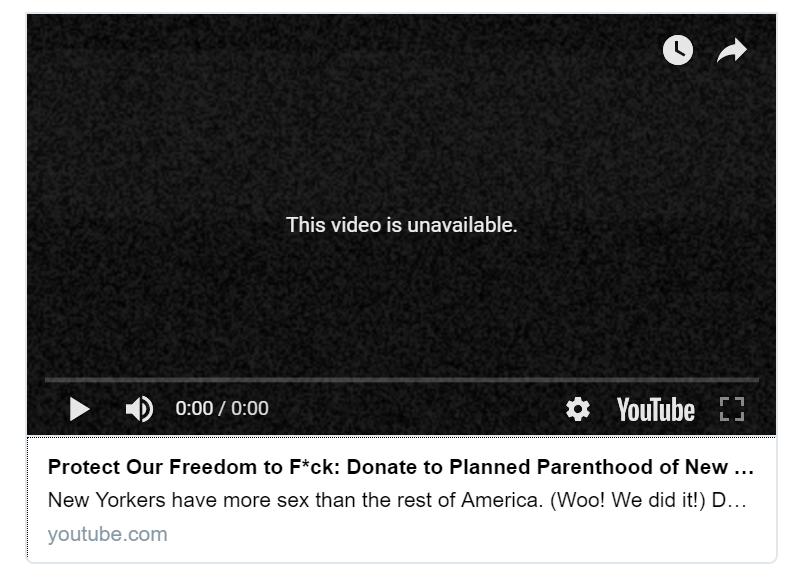 This video is unavailable.
0:00 / 0:00
YouTube
Protect Our Freedom to F*ck: Donate to Planned Parenthood of New ...
New Yorkers have more sex than the rest of America. (Woo! We did it!) D...
youtube.com